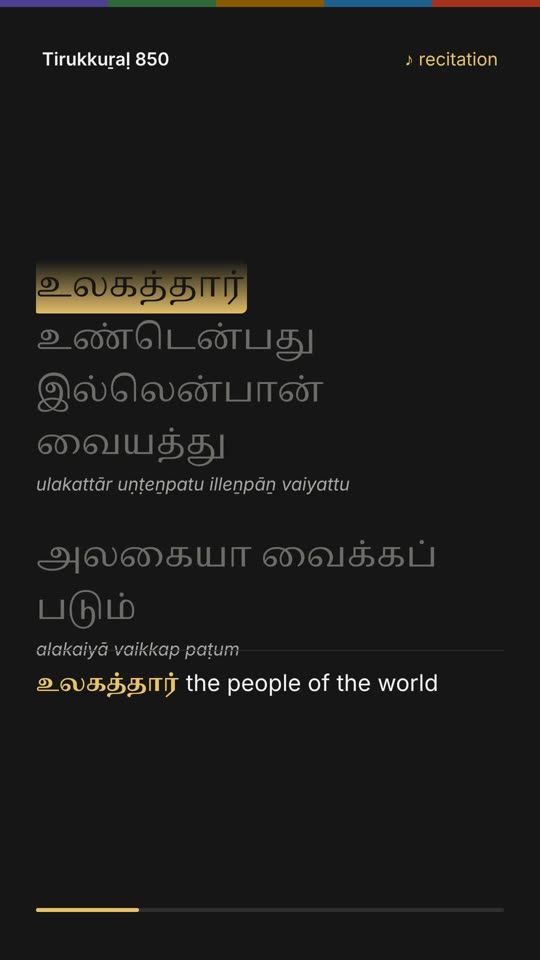 Tirukkuṟaḷ 850
♪ recitation
உலகத்தார்
உண்டென்பது
இல்லென்பான்
வையத்து
ulakattār uṇṭeṉpatu illeṉpāṉ vaiyattu
அலகையா வைக்கப்
படும்
alakaiyā vaikkap paṭum
உலகத்தார் the people of the world